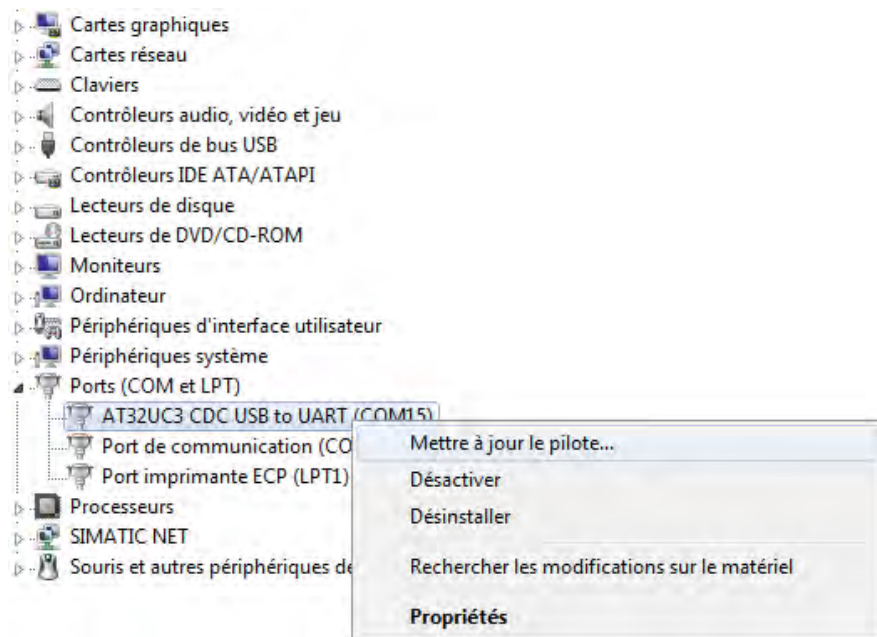 Cartes graphiques
Cartes réseau
Claviers
Contrôleurs audio, vidéo et jeu
Contrôleurs de bus USB
Contrôleurs IDE ATA/ATAPI
Lecteurs de disque
Lecteurs de DVD/CD-ROM
Moniteurs
Ordinateur
Périphériques d'interface utilisateur
Périphériques système
Ports (COM et LPT)
AT32UC3 CDC USB to UART (COM15)
Port de communication (CO
Port imprimante ECP (LPT1)
Processeurs
SIMATIC NET
Souris et autres périphériques de
Mettre à jour le pilote...
Désactiver
Désinstaller
Rechercher les modifications sur le matériel
Propriétés